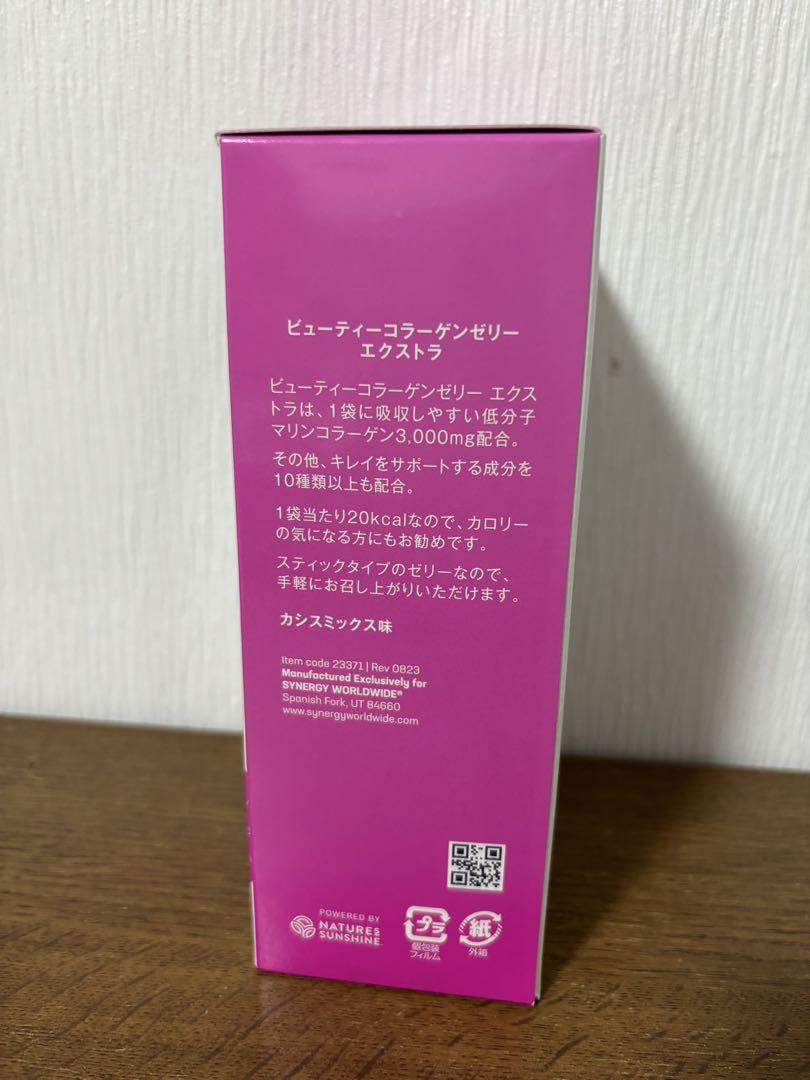 ビューティーコラーゲンゼリー
エクストラ
ビューティーコラーゲンゼリー エクス
トラは、1袋に吸収しやすい低分子
マリンコラーゲン3,000mg配合。
その他、キレイをサポートする成分を
10種類以上も配合。
1袋当たり20kcalなので、カロリー
の気になる方にもお勧めです。
スティックタイプのゼリーなので、
手軽にお召し上がりいただけます。
カシスミックス味
Item code 23371 | Rev 0823
Manufactured Exclusively for
SYNERGY WORLDWIDE®
Spanish Fork, UT 84660
www.synergyworldwide.com
POWERED BY
NATURE'S
SUNSHINE
プラ
個包装
フィルム
紙
外箱